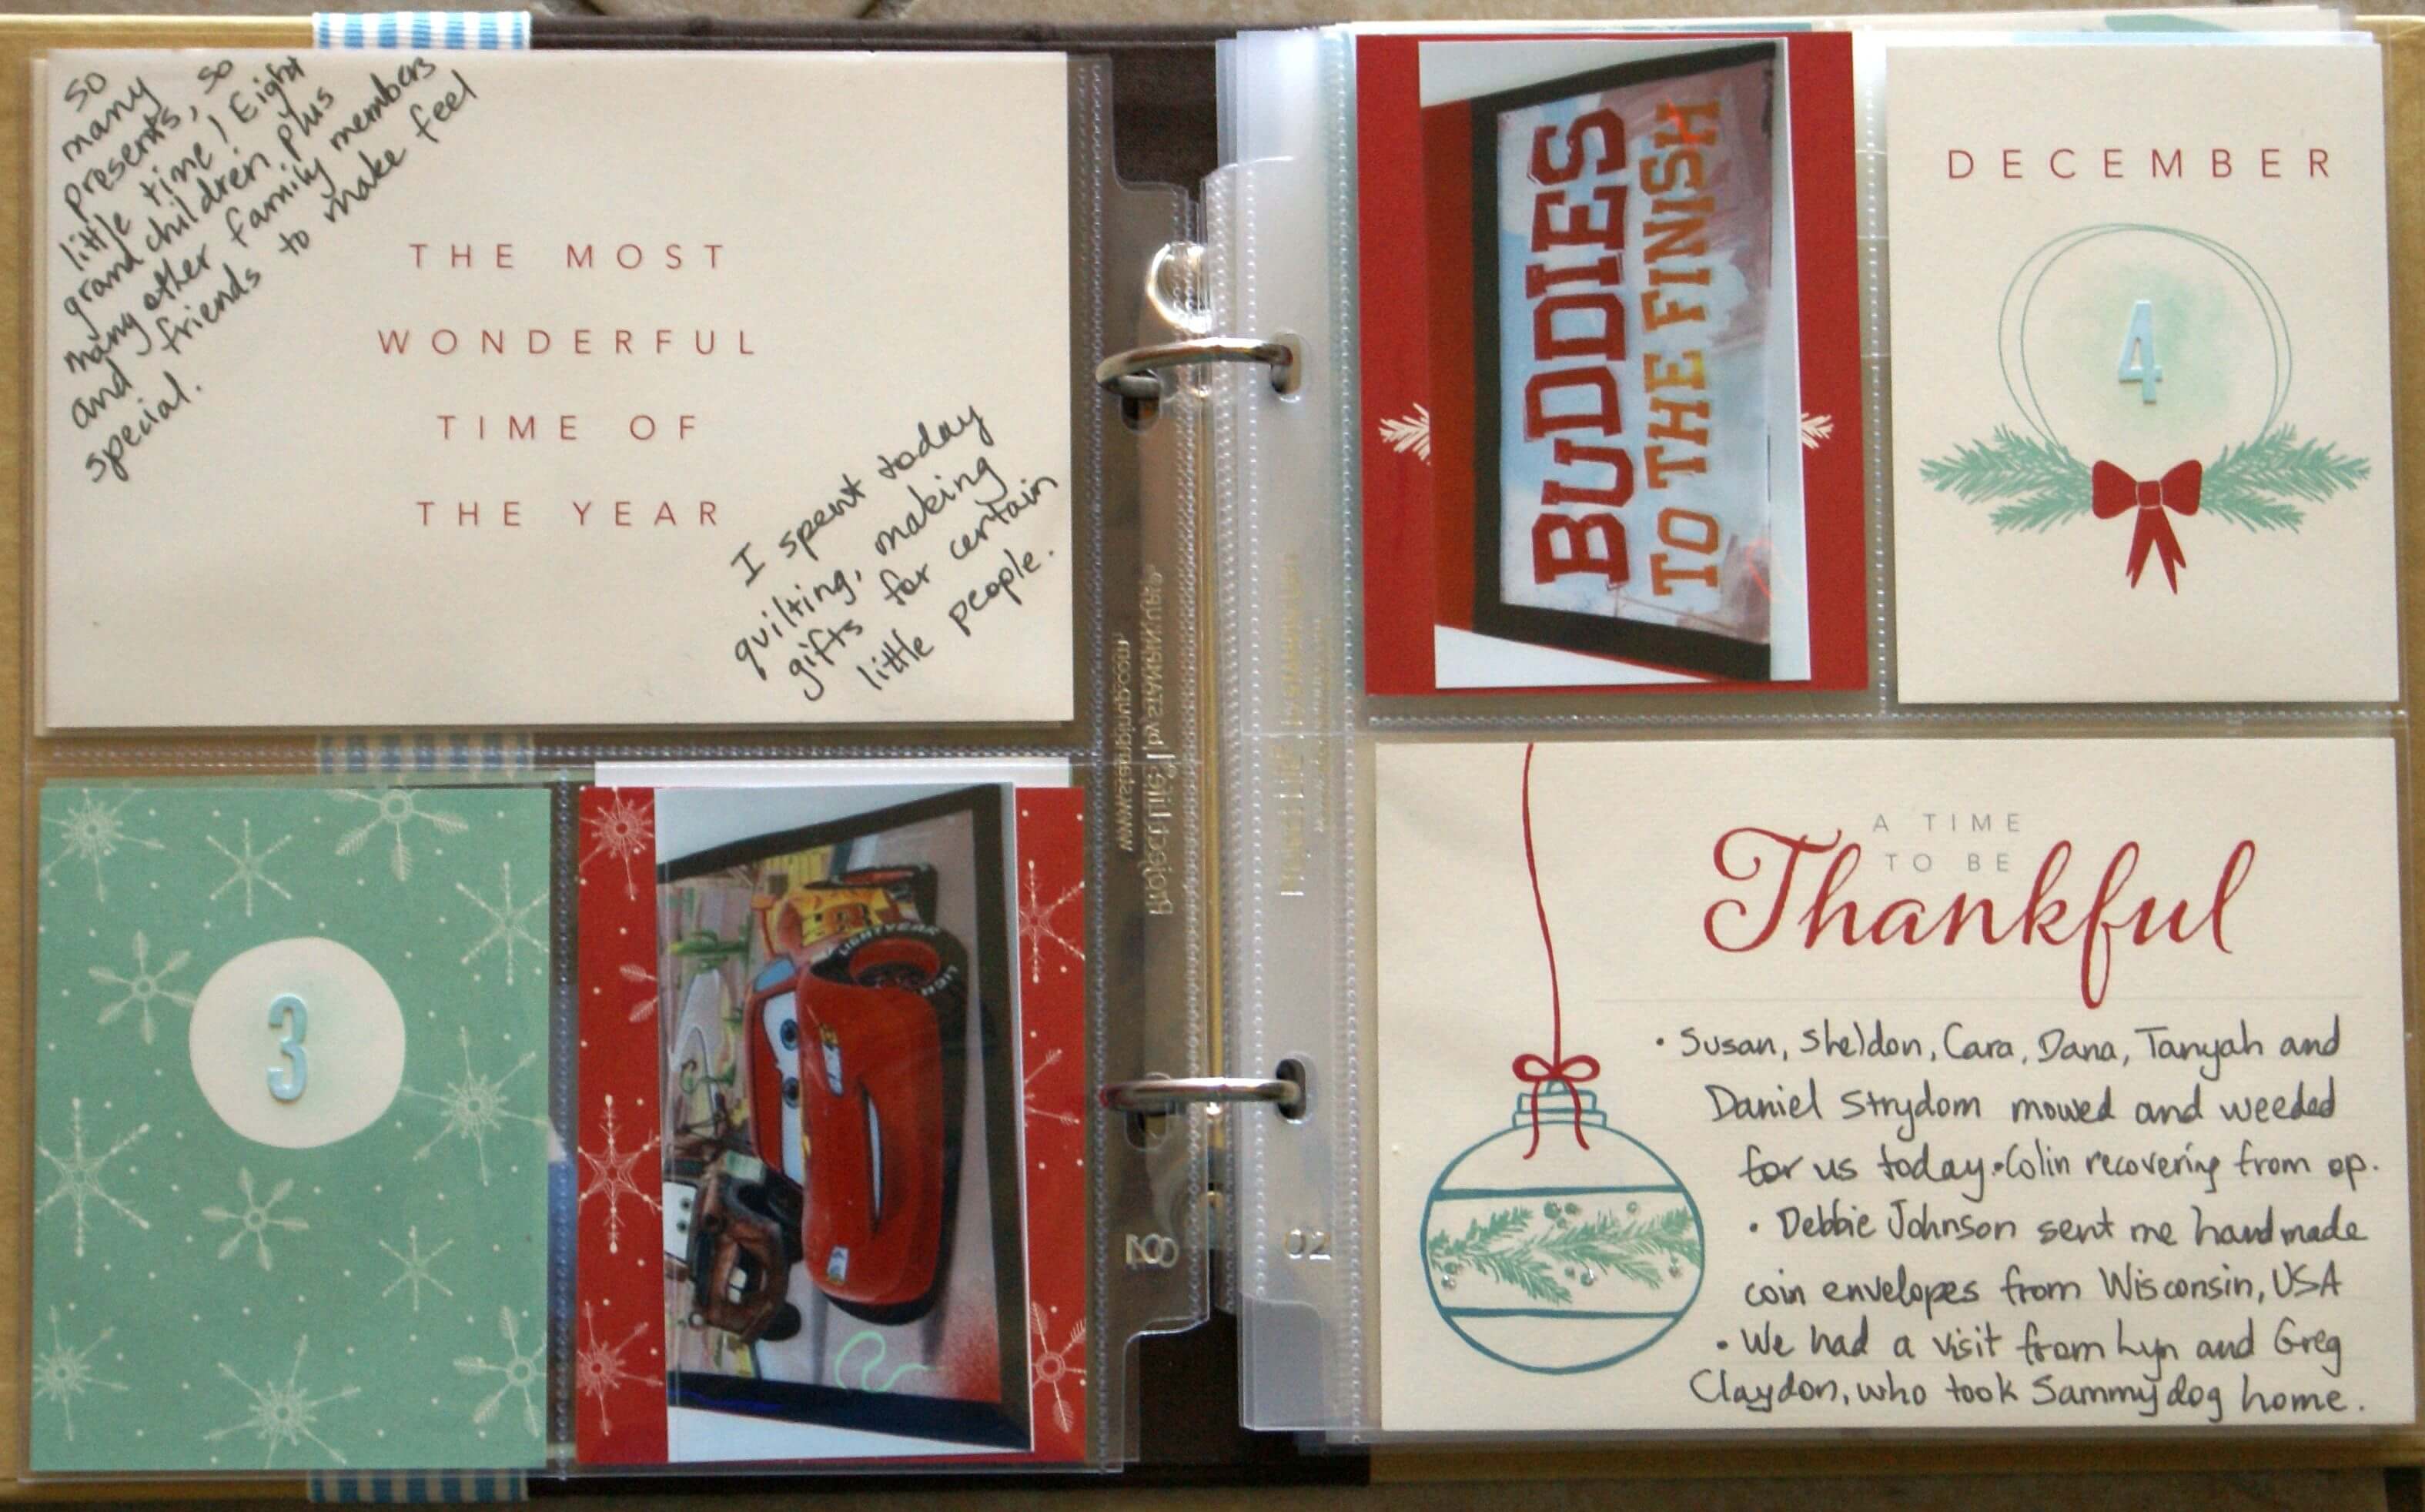 So
many
presents, so
little time! Eight
grandchildren plus
many other family members
and friends to make feel
special.
THE MOST
WONDERFUL
TIME OF
THE YEAR
I spent today
quilting, making
gifts for certain
little people.
3
LIGHTYEAR
BUDDIES
TO THE FINISH
DECEMBER
4
A TIME
TO BE
Thankful
• Susan, Sheldon, Cara, Dana, Tanyah and
Daniel Strydom mowed and weeded
for us today • Colin recovering from op.
• Debbie Johnson sent me handmade
coin envelopes from Wisconsin, USA
• We had a visit from Lyn and Greg
Claydon, who took Sammydog home.